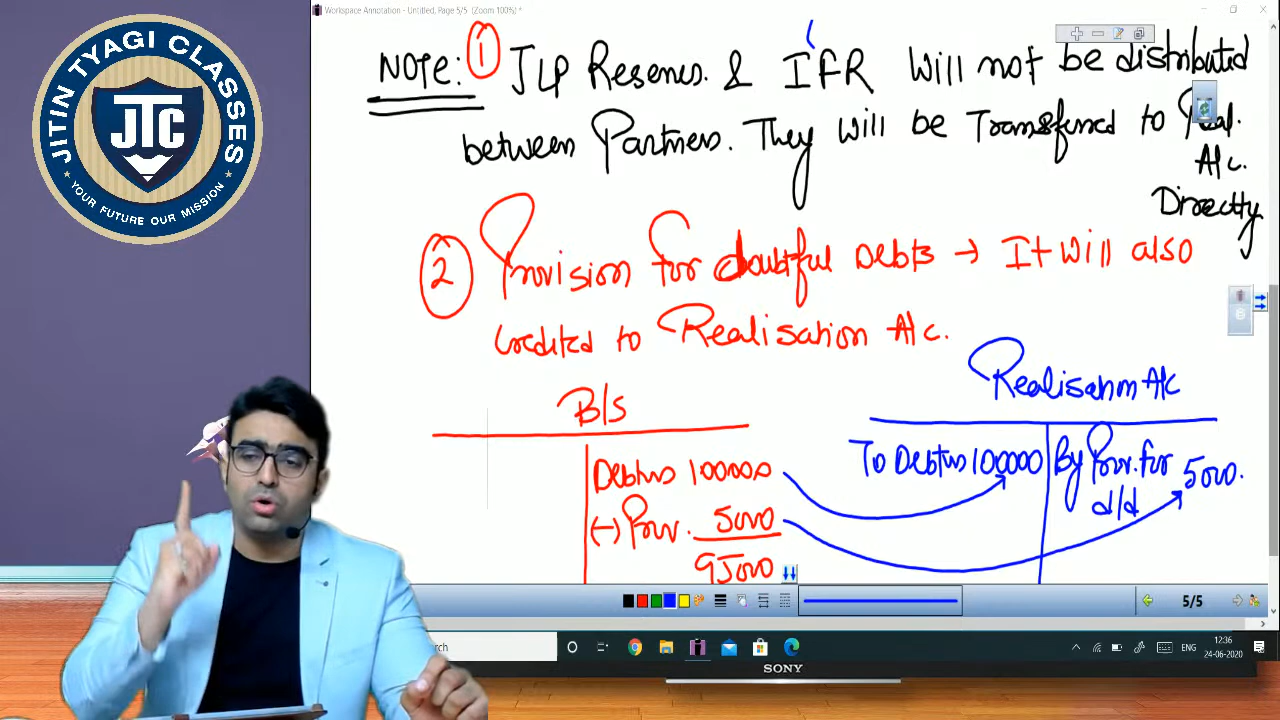 Workspace Annotation - Untitled, Page 5/5 (Zoom 100%) *
JITIN TYAGI CLASSES
JTC
YOUR FUTURE OUR MISSION
NOTE: 1 JLP Reserves. & IFR will not be distributed
between Partners. They will be Transferred to Real.
A/c.
Directly
2 Provision for doubtful Debts → It will also
credited to Realisation A/c.
B/S
Realisation A/c
Debtors 100000
(-) Prov. 5000
95000
To Debtors 100000
By Prov. for 5000.
d/d
5/5
rch
ENG
12:36
24-06-2020
SONY